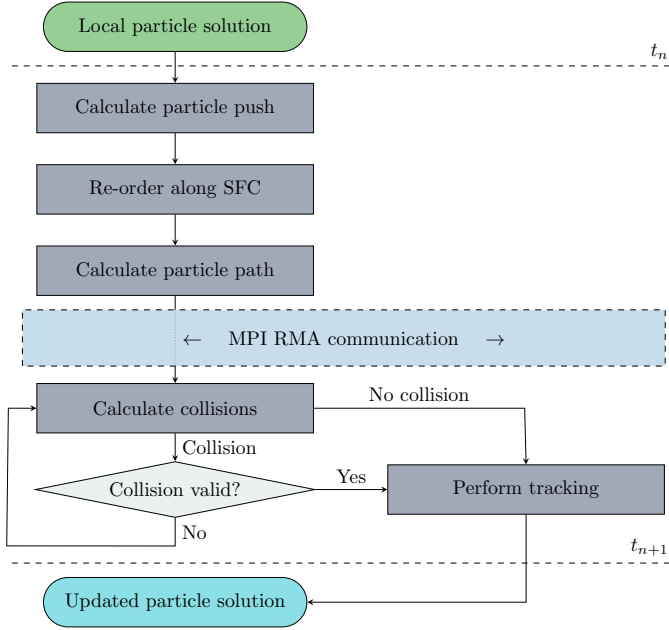 Local particle solution
t_n
Calculate particle push
Re-order along SFC
Calculate particle path
← MPI RMA communication →
No collision
Calculate collisions
Collision
Yes
Collision valid?
Perform tracking
No
t_{n+1}
Updated particle solution